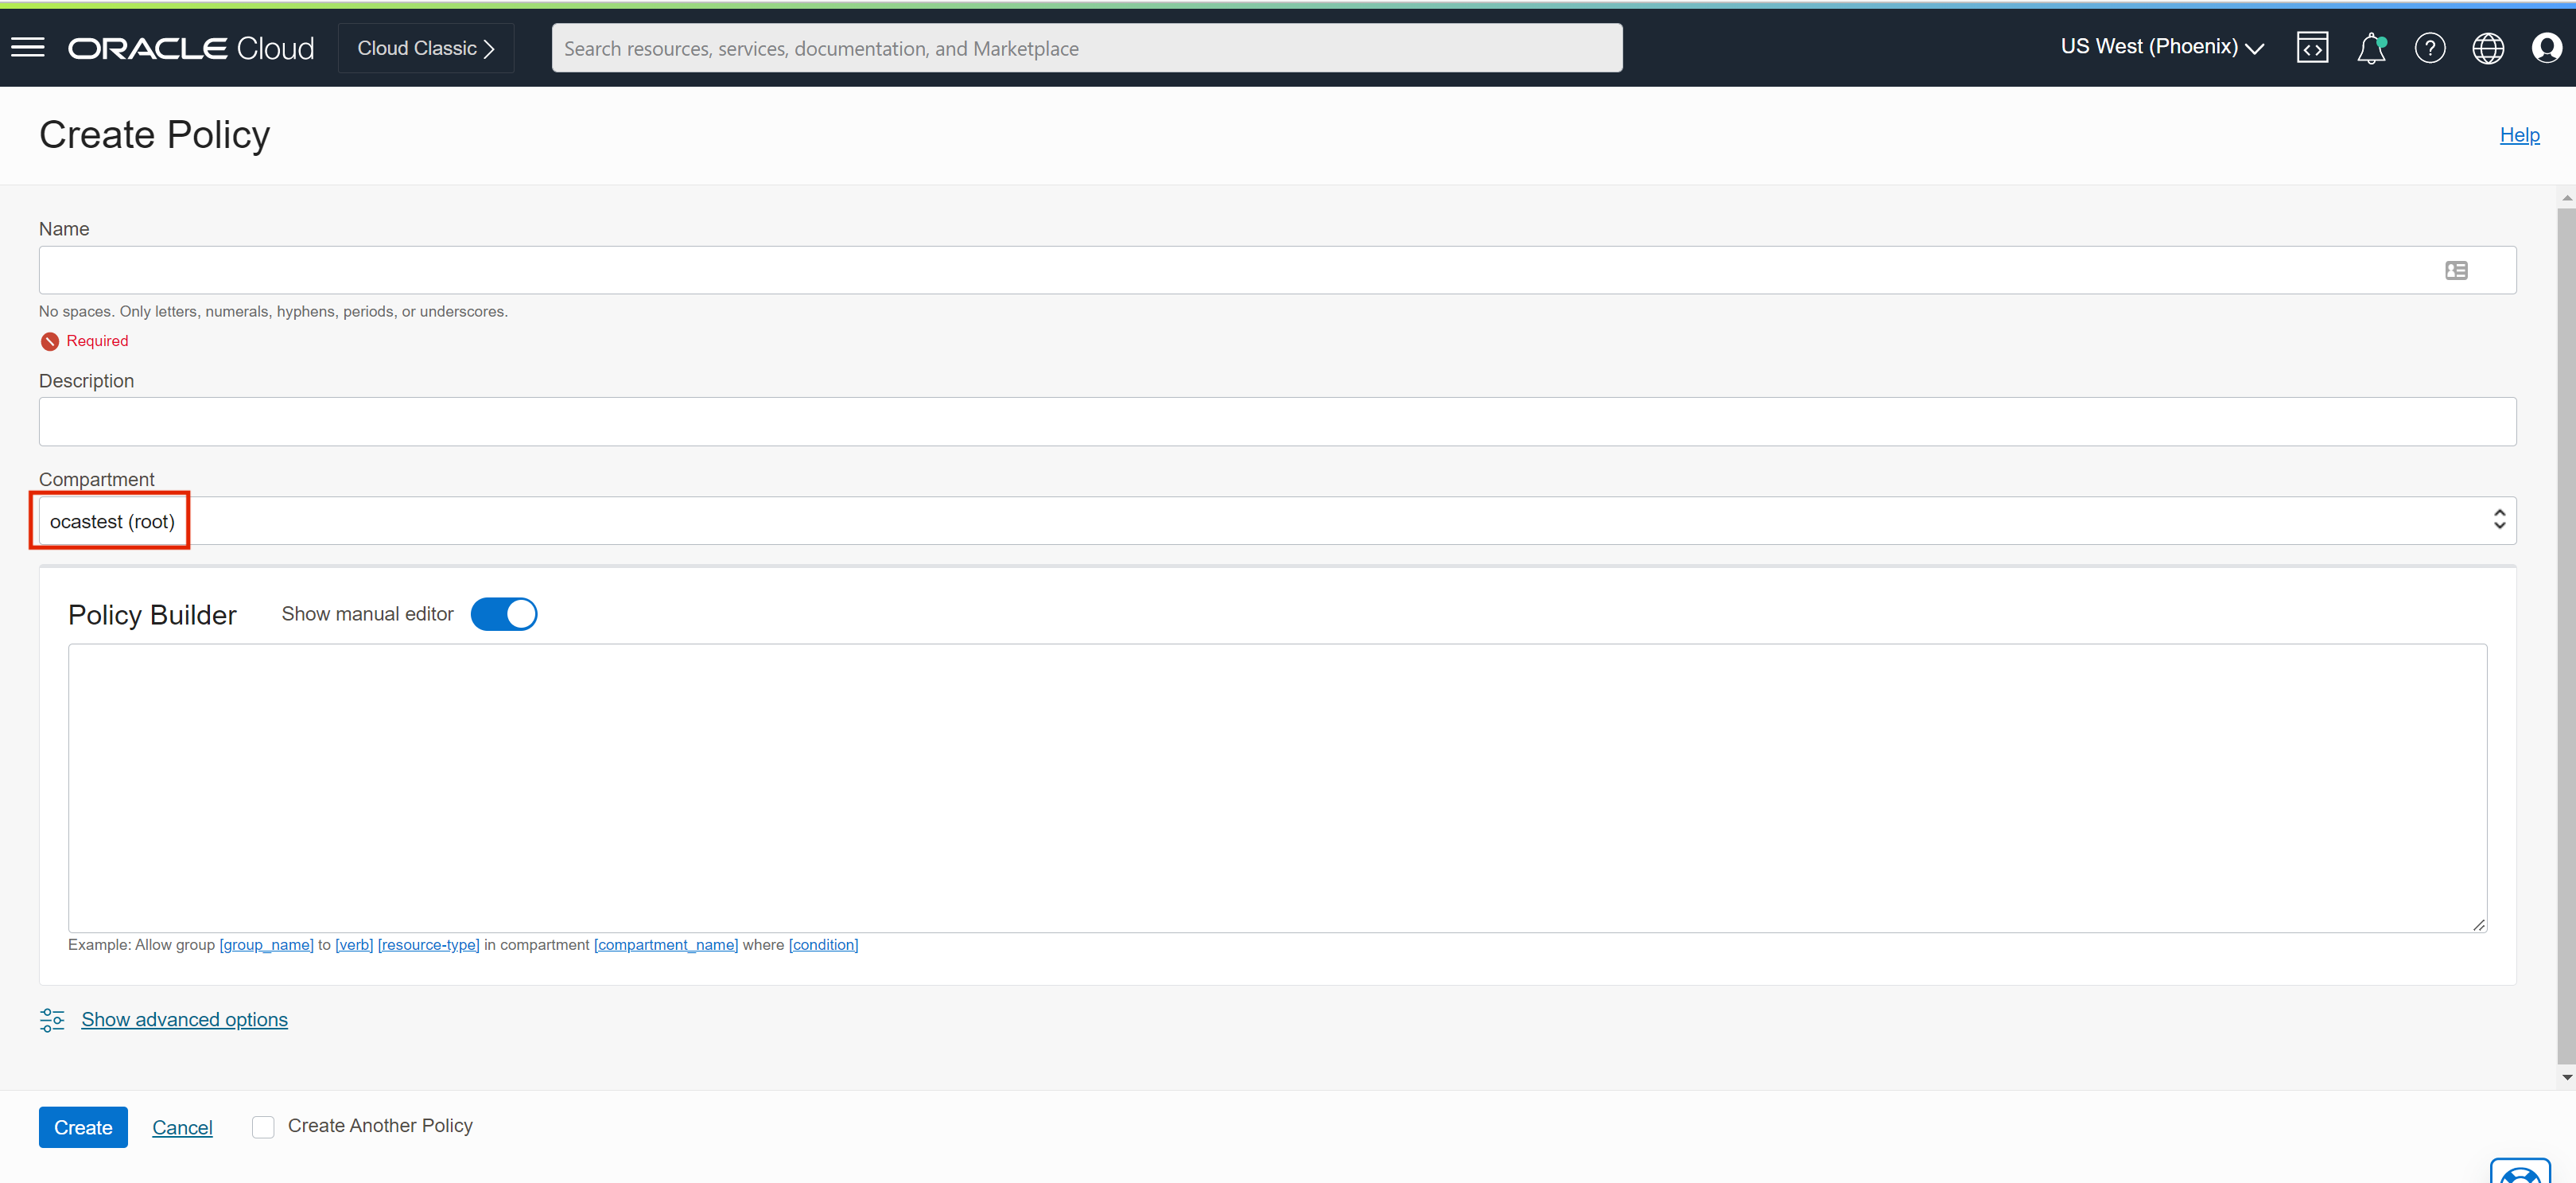 ORACLE Cloud Cloud Classic Search resources, services, documentation, and Marketplace US West (Phoenix)
Create Policy Help
Name
No spaces. Only letters, numerals, hyphens, periods, or underscores.
Required
Description
Compartment
ocastest (root)
Policy Builder Show manual editor
Example: Allow group [group_name] to [verb] [resource-type] in compartment [compartment_name] where [condition]
Show advanced options
Create Cancel Create Another Policy